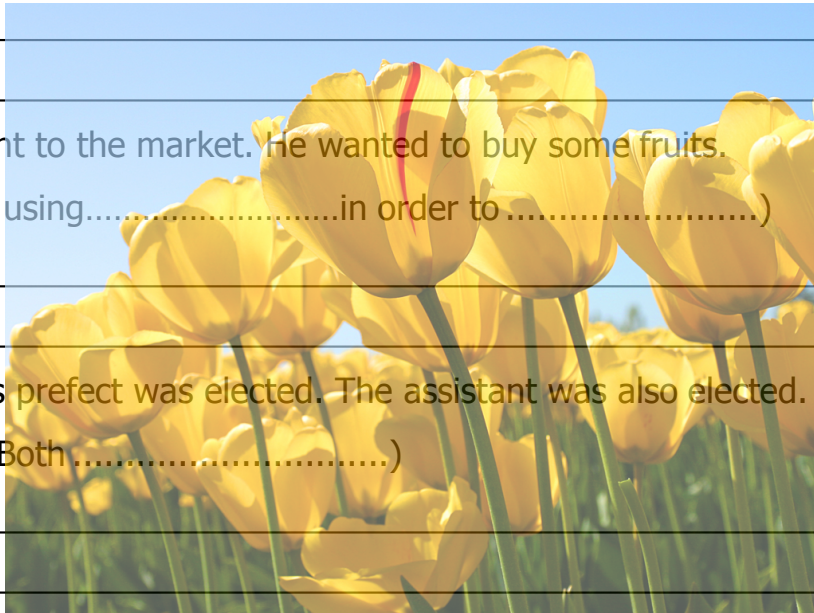 nt to the market. He wanted to buy some fruits.
using........................in order to........................)
s prefect was elected. The assistant was also elected.
Both.............................)